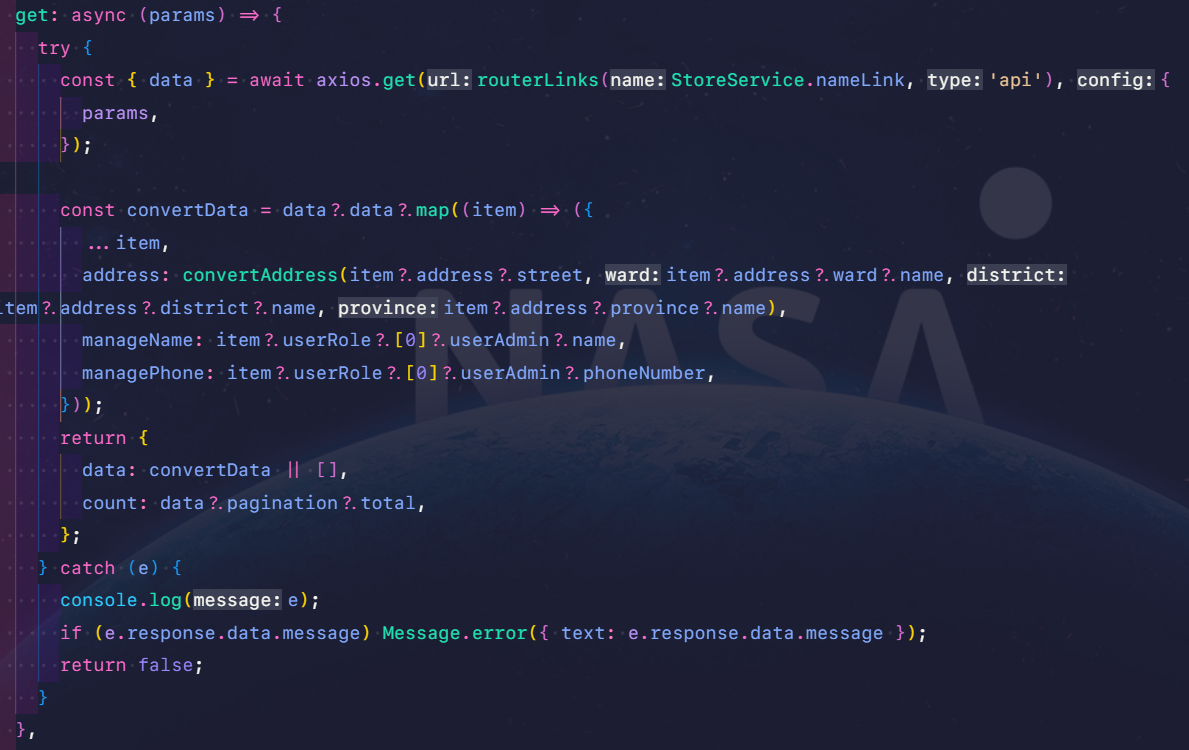 get: async (params) => {
try {
const { data } = await axios.get(url: routerLinks(name: StoreService.nameLink, type: 'api'), config: {
params,
});
const convertData = data?.data?.map((item) => ({
...item,
address: convertAddress(item?.address?.street, ward: item?.address?.ward?.name, district:
item?.address?.district?.name, province: item?.address?.province?.name),
manageName: item?.userRole?.[0]?.userAdmin?.name,
managePhone: item?.userRole?.[0]?.userAdmin?.phoneNumber,
}));
return {
data: convertData || [],
count: data?.pagination?.total,
};
} catch (e) {
console.log(message: e);
if (e.response.data.message) Message.error({ text: e.response.data.message });
return false;
}
},
NASA